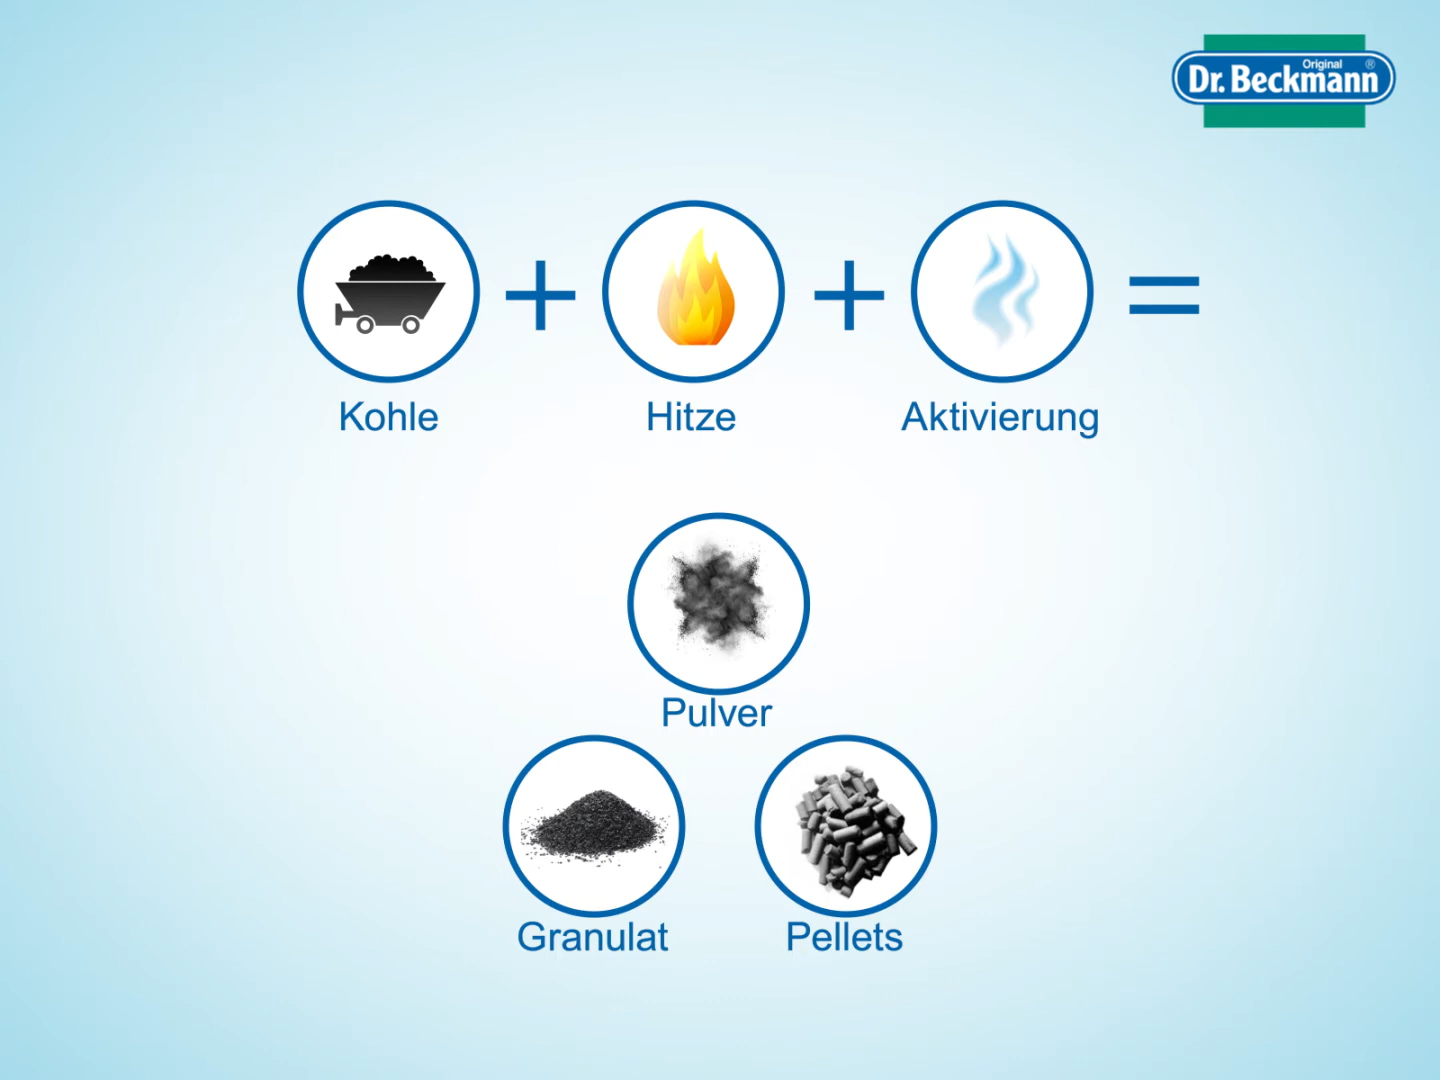 Original ®
Dr. Beckmann
+ + =
Kohle Hitze Aktivierung
Pulver
Granulat Pellets